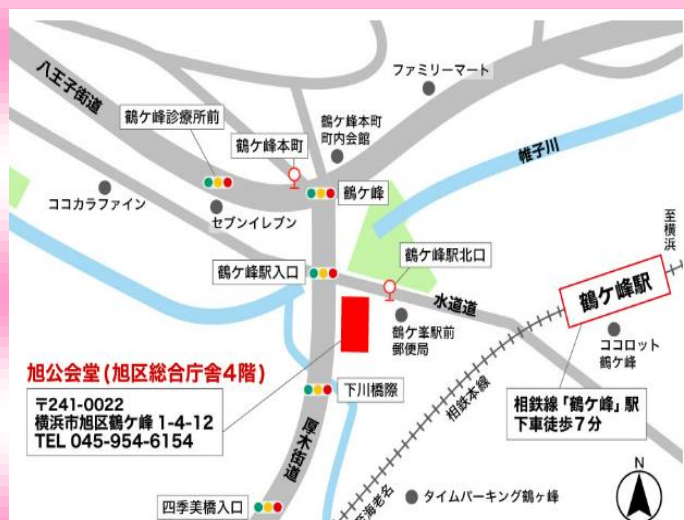 八王子街道
ファミリーマート
鶴ケ峰診療所前
鶴ケ峰本町
鶴ケ峰本町
町内会館
帷子川
ココカラファイン
セブンイレブン
鶴ケ峰
至横浜
鶴ケ峰駅入口
鶴ケ峰駅北口
鶴ケ峰駅
水道道
鶴ケ峯駅前
郵便局
ココロット
鶴ケ峰
旭公会堂(旭区総合庁舎4階)
〒241-0022
横浜市旭区鶴ケ峰 1-4-12
TEL 045-954-6154
下川橋際
相鉄本線
相鉄線「鶴ケ峰」駅
下車徒歩7分
厚木街道
四季美橋入口
至海老名
タイムパーキング鶴ヶ峰
N